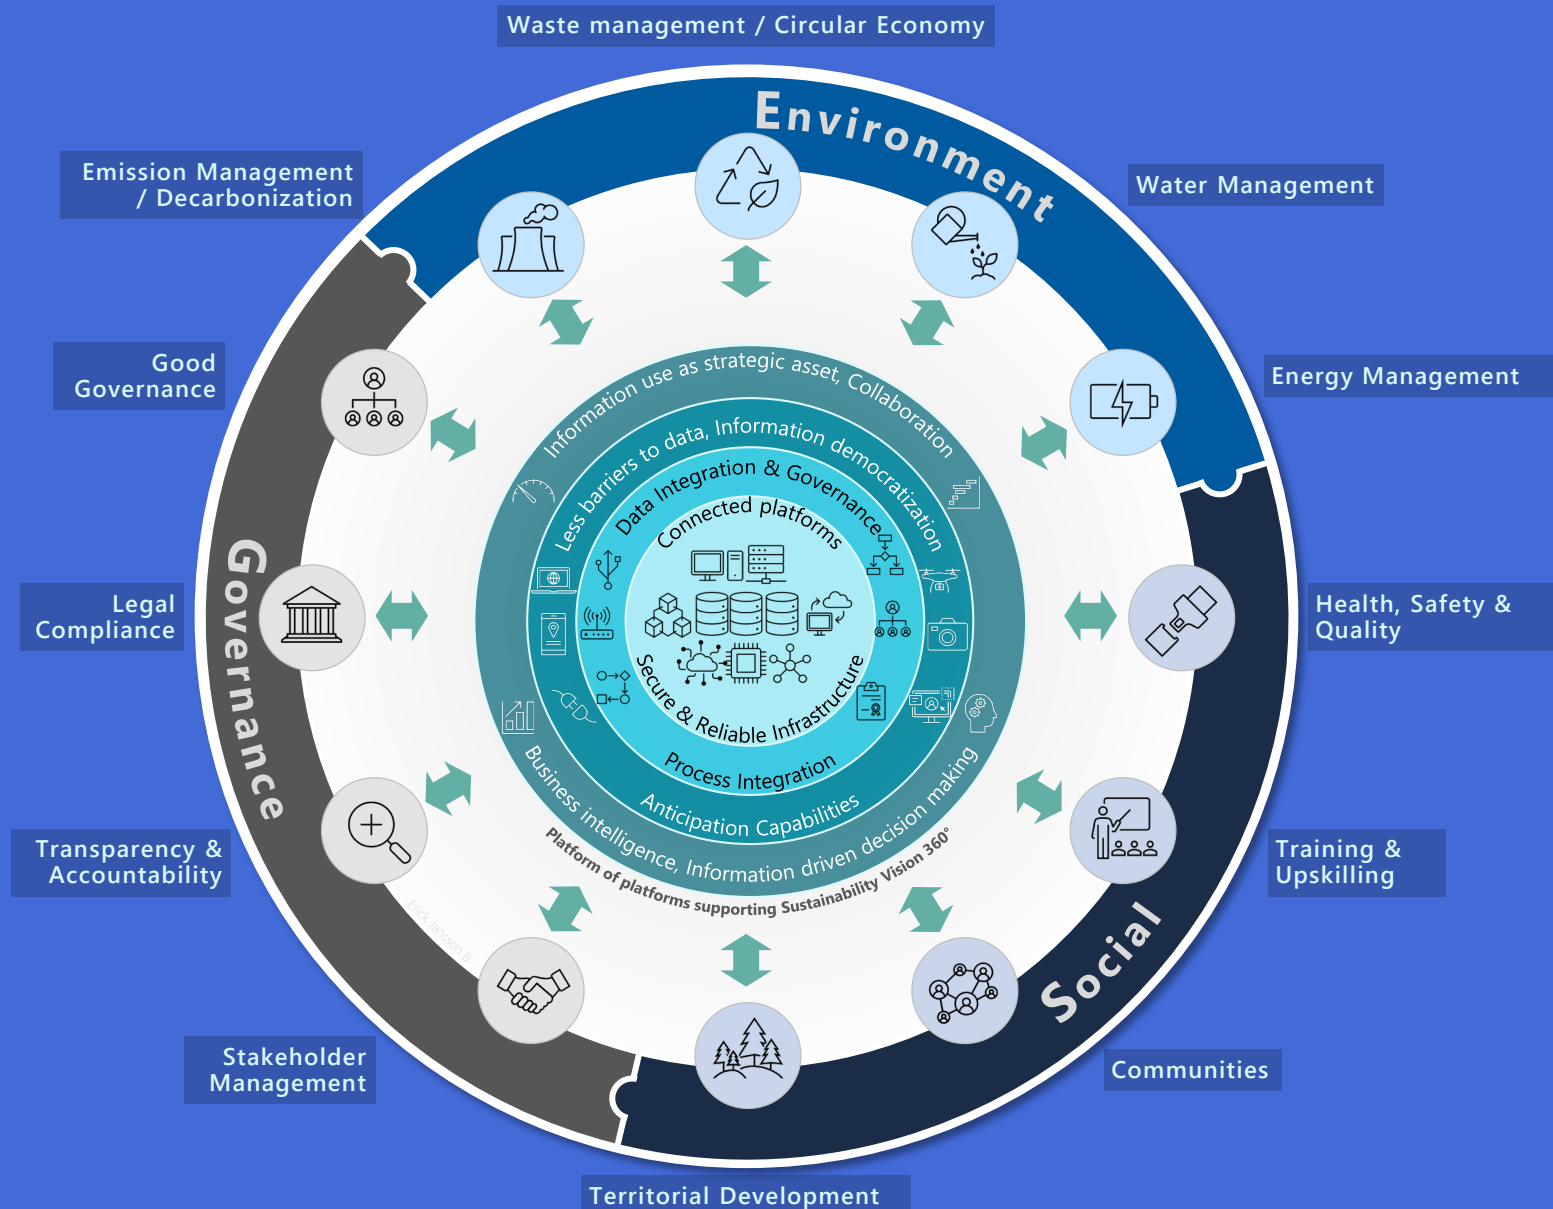 Waste management / Circular Economy
Environment
Emission Management
/ Decarbonization
Water Management
Good
Governance
Energy Management
Information use as strategic asset, Collaboration
Less barriers to data, Information democratization
Data Integration & Governance
Connected platforms
Governance
Legal
Compliance
Health, Safety &
Quality
Secure & Reliable Infrastructure
Process Integration
Anticipation Capabilities
Business intelligence, Information driven decision making
Platform of platforms supporting Sustainability Vision 360°
Transparency &
Accountability
Training &
Upskilling
Erick Jansson B
Social
Stakeholder
Management
Communities
Territorial Development